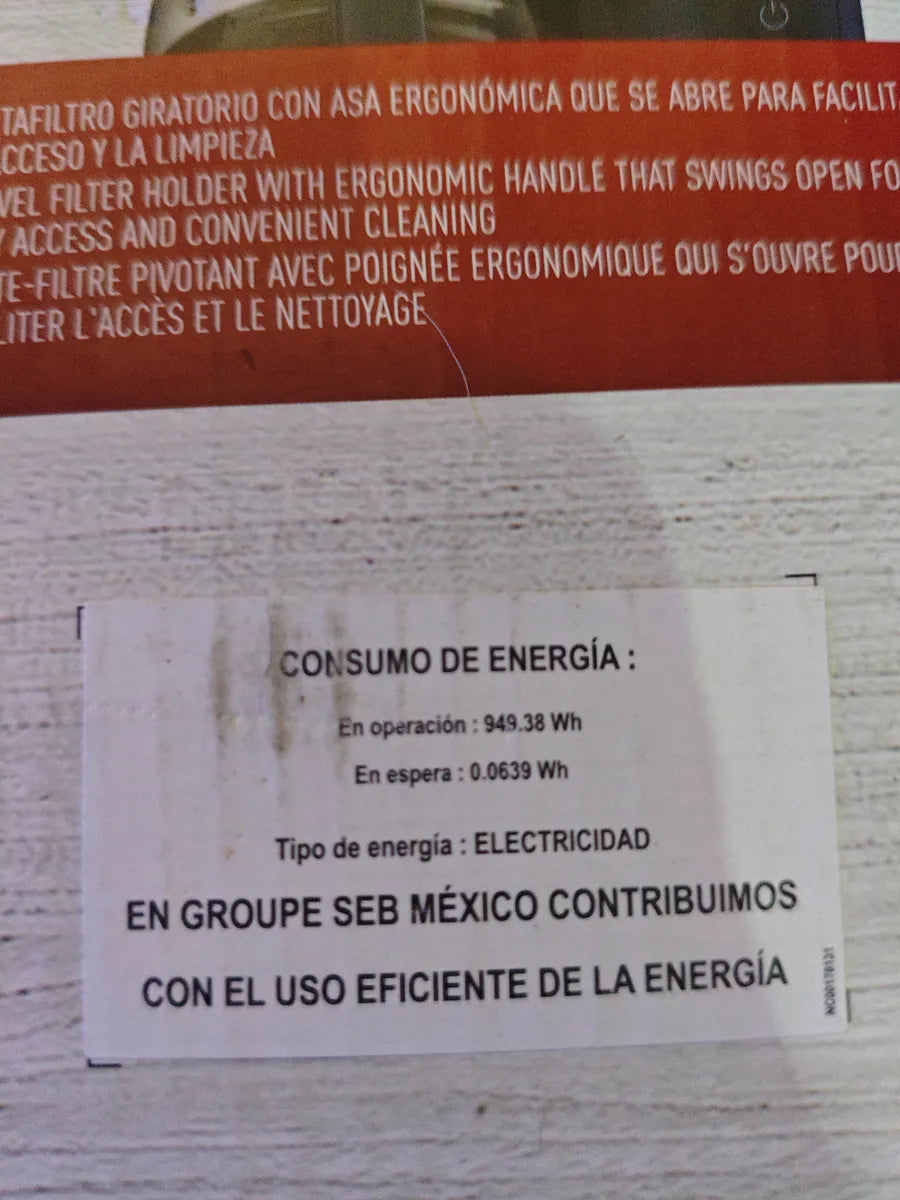 TAFILTRO GIRATORIO CON ASA ERGONÓMICA QUE SE ABRE PARA FACILIT
CCESO Y LA LIMPIEZA
VEL FILTER HOLDER WITH ERGONOMIC HANDLE THAT SWINGS OPEN FO
Y ACCESS AND CONVENIENT CLEANING
TE-FILTRE PIVOTANT AVEC POIGNÉE ERGONOMIQUE QUI S'OUVRE POUR
LITER L'ACCÈS ET LE NETTOYAGE
CONSUMO DE ENERGÍA :
En operación : 949.38 Wh
En espera : 0.0639 Wh
Tipo de energía : ELECTRICIDAD
EN GROUPE SEB MÉXICO CONTRIBUIMOS
CON EL USO EFICIENTE DE LA ENERGÍA